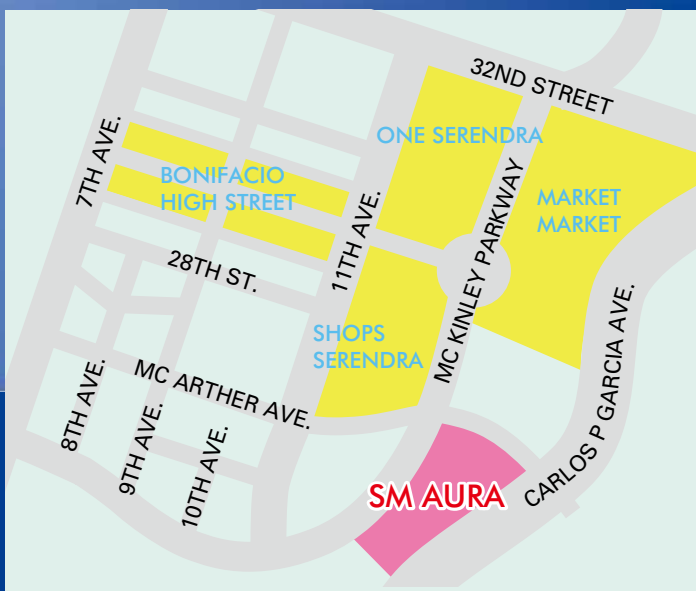 32ND STREET
ONE SERENDRA
7TH AVE.
BONIFACIO
HIGH STREET
MARKET
MARKET
11TH AVE.
MC KINLEY PARKWAY
28TH ST.
SHOPS
SERENDRA
CARLOS P GARCIA AVE.
MC ARTHER AVE.
8TH AVE.
9TH AVE.
10TH AVE.
SM AURA